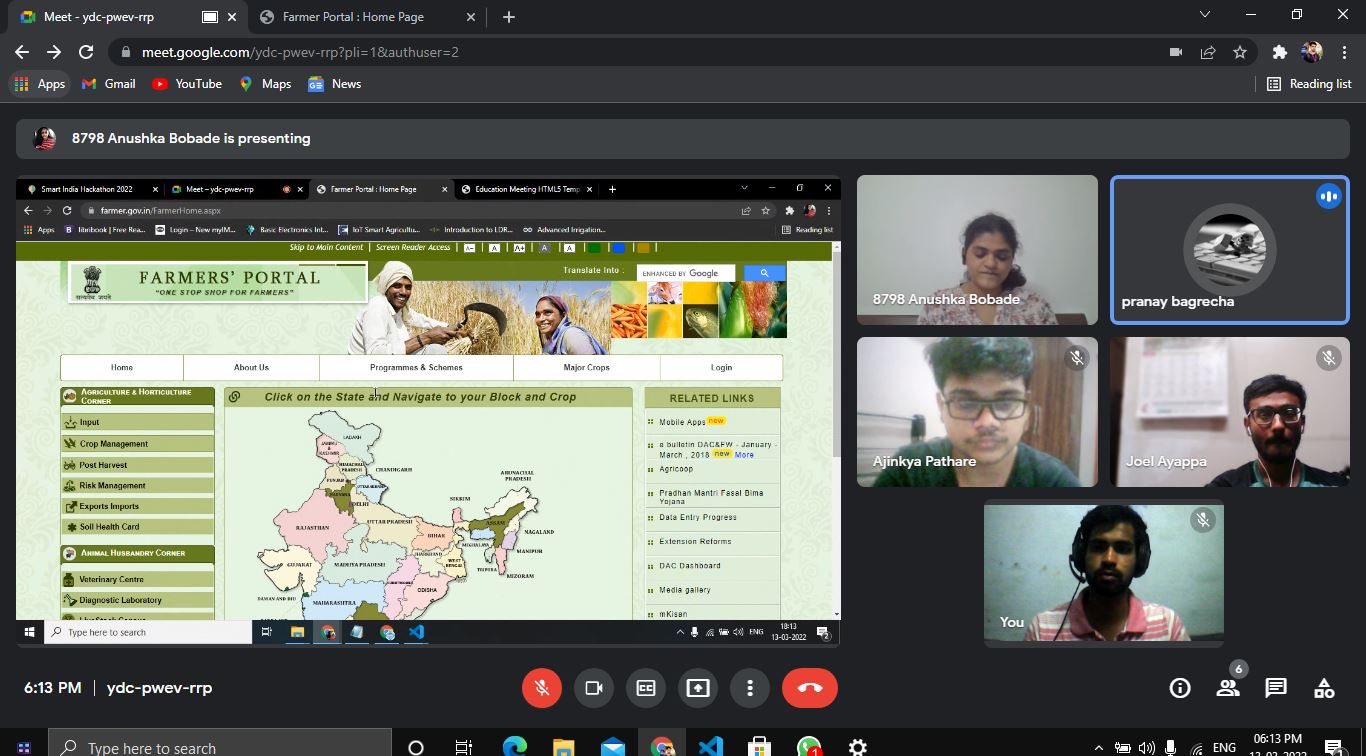 Meet - ydc-pwev-rrp
Farmer Portal : Home Page
meet.google.com/ydc-pwev-rrp?pli=1&authuser=2
Apps
Gmail
YouTube
Maps
News
Reading list
8798 Anushka Bobade is presenting
Smart India Hackathon 2022
Meet – ydc-pwev-rrp
Farmer Portal : Home Page
Education Meeting HTML5 Temp
farmer.gov.in/FarmerHome.aspx
Apps
Introduction to LDR...
IoT Smart Agricultu...
Basic Electronics Int...
Login – New myIM...
libribook | Free Rea...
Advanced Irrigation...
Reading list
Skip to Main Content | Screen Reader Access | A- | A | A+ | A | A
FARMERS' PORTAL
"ONE STOP SHOP FOR FARMERS"
सत्यमेव जयते
Translate Into :
ENHANCED BY Google
Home
About Us
Programmes & Schemes
Major Crops
Login
AGRICULTURE & HORTICULTURE CORNER
Input
Crop Management
Post Harvest
Risk Management
Exports Imports
Soil Health Card
ANIMAL HUSBANDRY CORNER
Veterinary Centre
Diagnostic Laboratory
LiveStock Census
Click on the State and Navigate to your Block and Crop
LADAKH
JAMMU & KASHMIR
HIMACHAL PRADESH
CHANDIGARH
PUNJAB
UTTARAKHAND
HARYANA
DELHI
ARUNACHAL PRADESH
SIKKIM
RAJASTHAN
UTTAR PRADESH
BIHAR
ASSAM
NAGALAND
MEGHALAYA
MANIPUR
TRIPURA
MIZORAM
JHARKHAND
WEST BENGAL
GUJARAT
MADHYA PRADESH
ODISHA
DAMAN AND DIU
MAHARASHTRA
RELATED LINKS
Mobile Apps new
e bulletin DAC&FW - January -
March , 2018 new More
Agricoop
Pradhan Mantri Fasal Bima
Yojana
Data Entry Progress
Extension Reforms
DAC Dashboard
Media gallery
mKisan
Type here to search
ENG
18:13
13-03-2022
2
8798 Anushka Bobade
pranay bagrecha
Ajinkya Pathare
Joel Ayappa
You
6:13 PM | ydc-pwev-rrp
CC
6
Type here to search
1
ENG
06:13 PM
13-03-2022
1